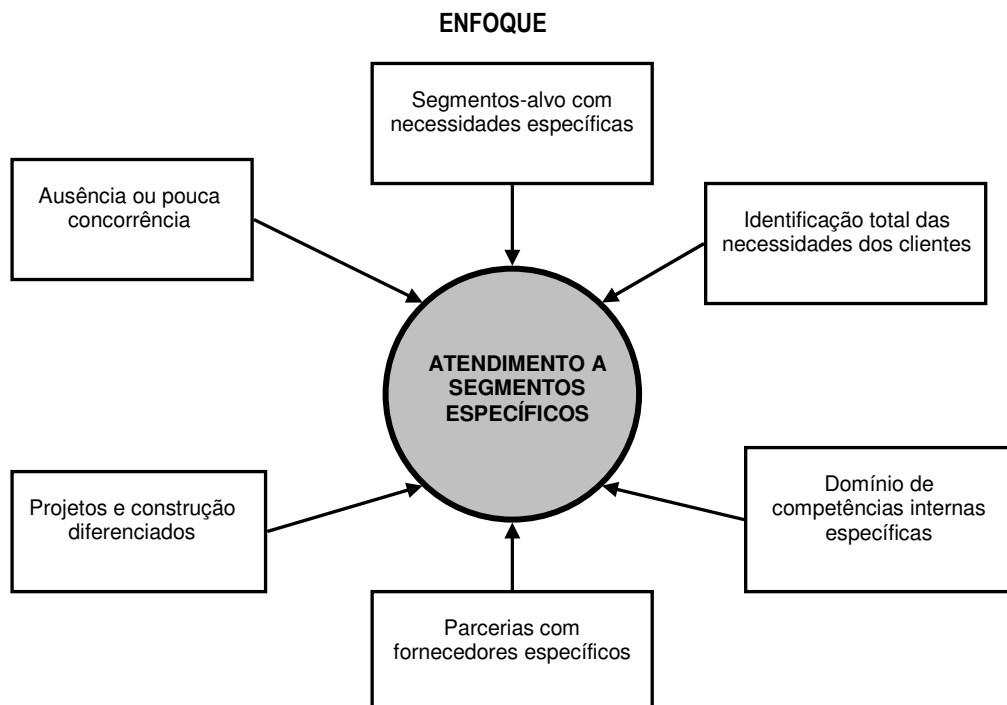 ENFOQUE
Segmentos-alvo com
necessidades específicas
Ausência ou pouca
concorrência
Identificação total das
necessidades dos clientes
ATENDIMENTO A
SEGMENTOS
ESPECÍFICOS
Projetos e construção
diferenciados
Domínio de
competências internas
específicas
Parcerias com
fornecedores específicos